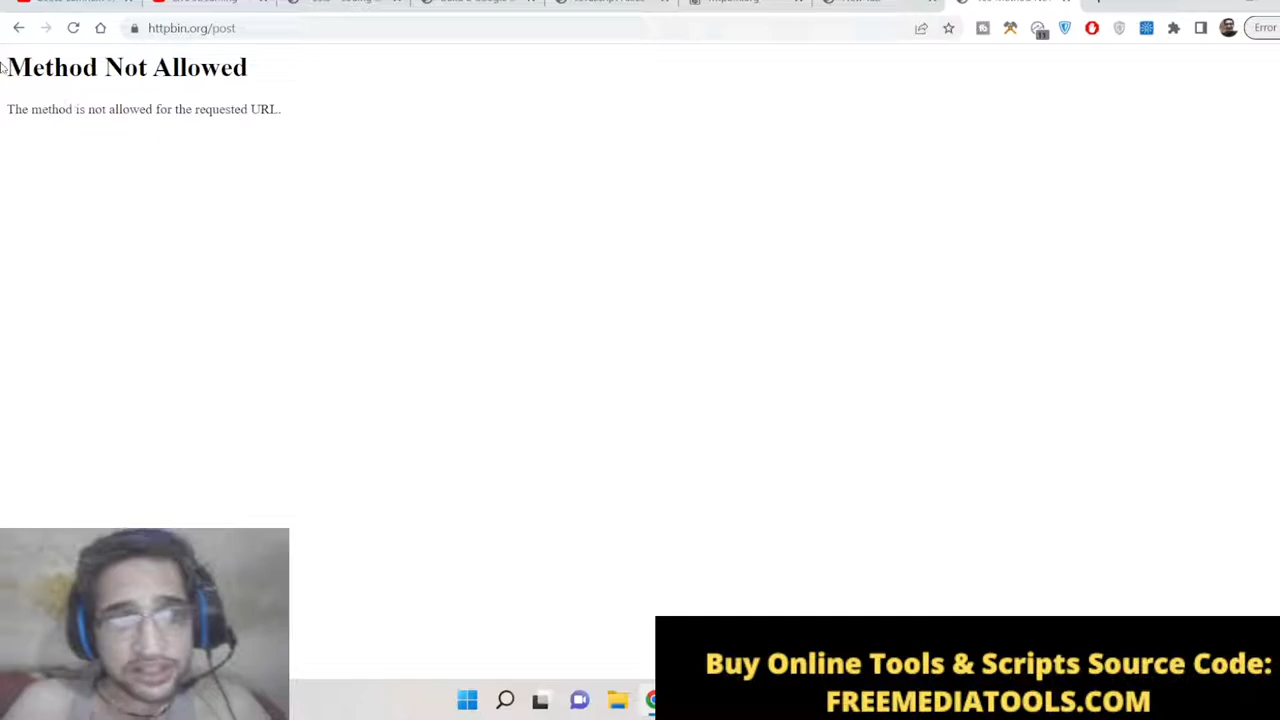 httpbin.org/post
Error
Method Not Allowed
The method is not allowed for the requested URL.
11
Buy Online Tools & Scripts Source Code:
FREEMEDIATOOLS.COM